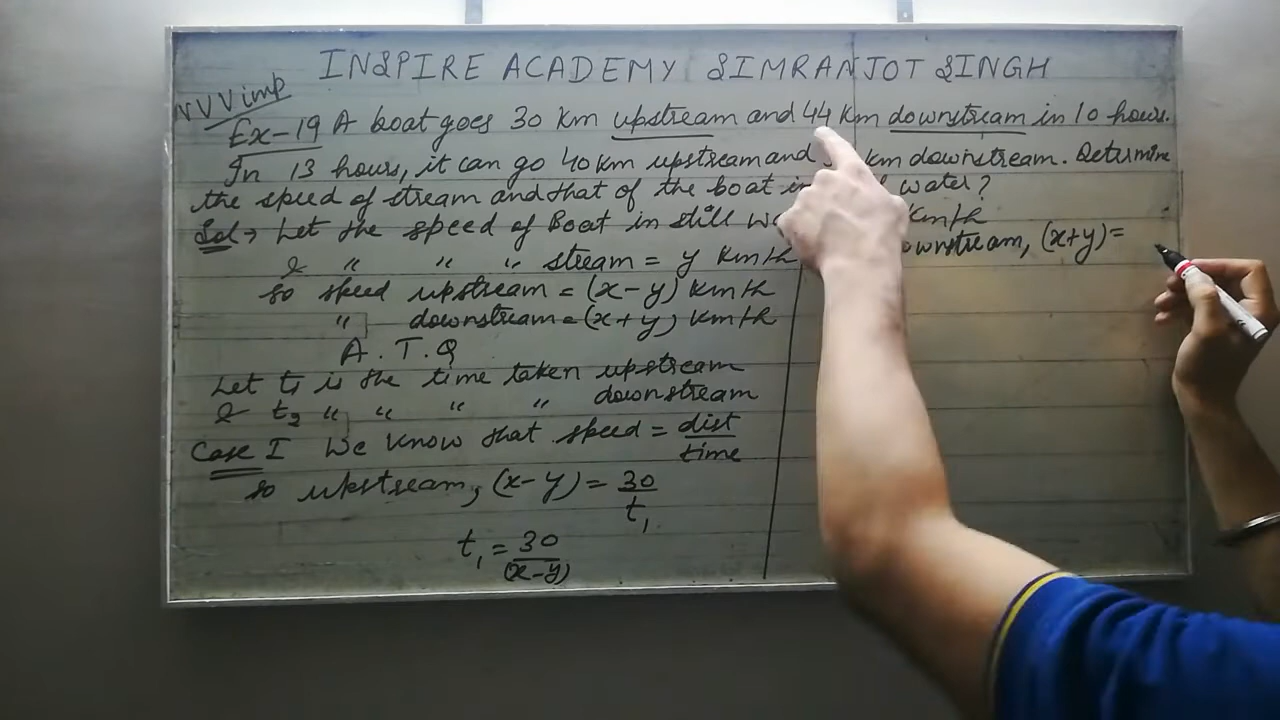 INSPIRE ACADEMY SIMRANJOT SINGH
VVVimp
Ex-19 A boat goes 30 km upstream and 44 km downstream in 10 hours.
In 13 hours, it can go 40 km upstream and km downstream. Determine
the speed of stream and that of the boat in water?
Sol → Let the speed of Boat in still km/h
& " " " stream = y km/h
so speed upstream = (x-y) km/h
" downstream = (x+y) km/h
A.T.Q
Let t1 is the time taken upstream
& t2 " " " " downstream
Case I We know that speed = dist/time
so upstream, (x-y) = 30/t1
t1 = 30/(x-y)
ownstream, (x+y) =